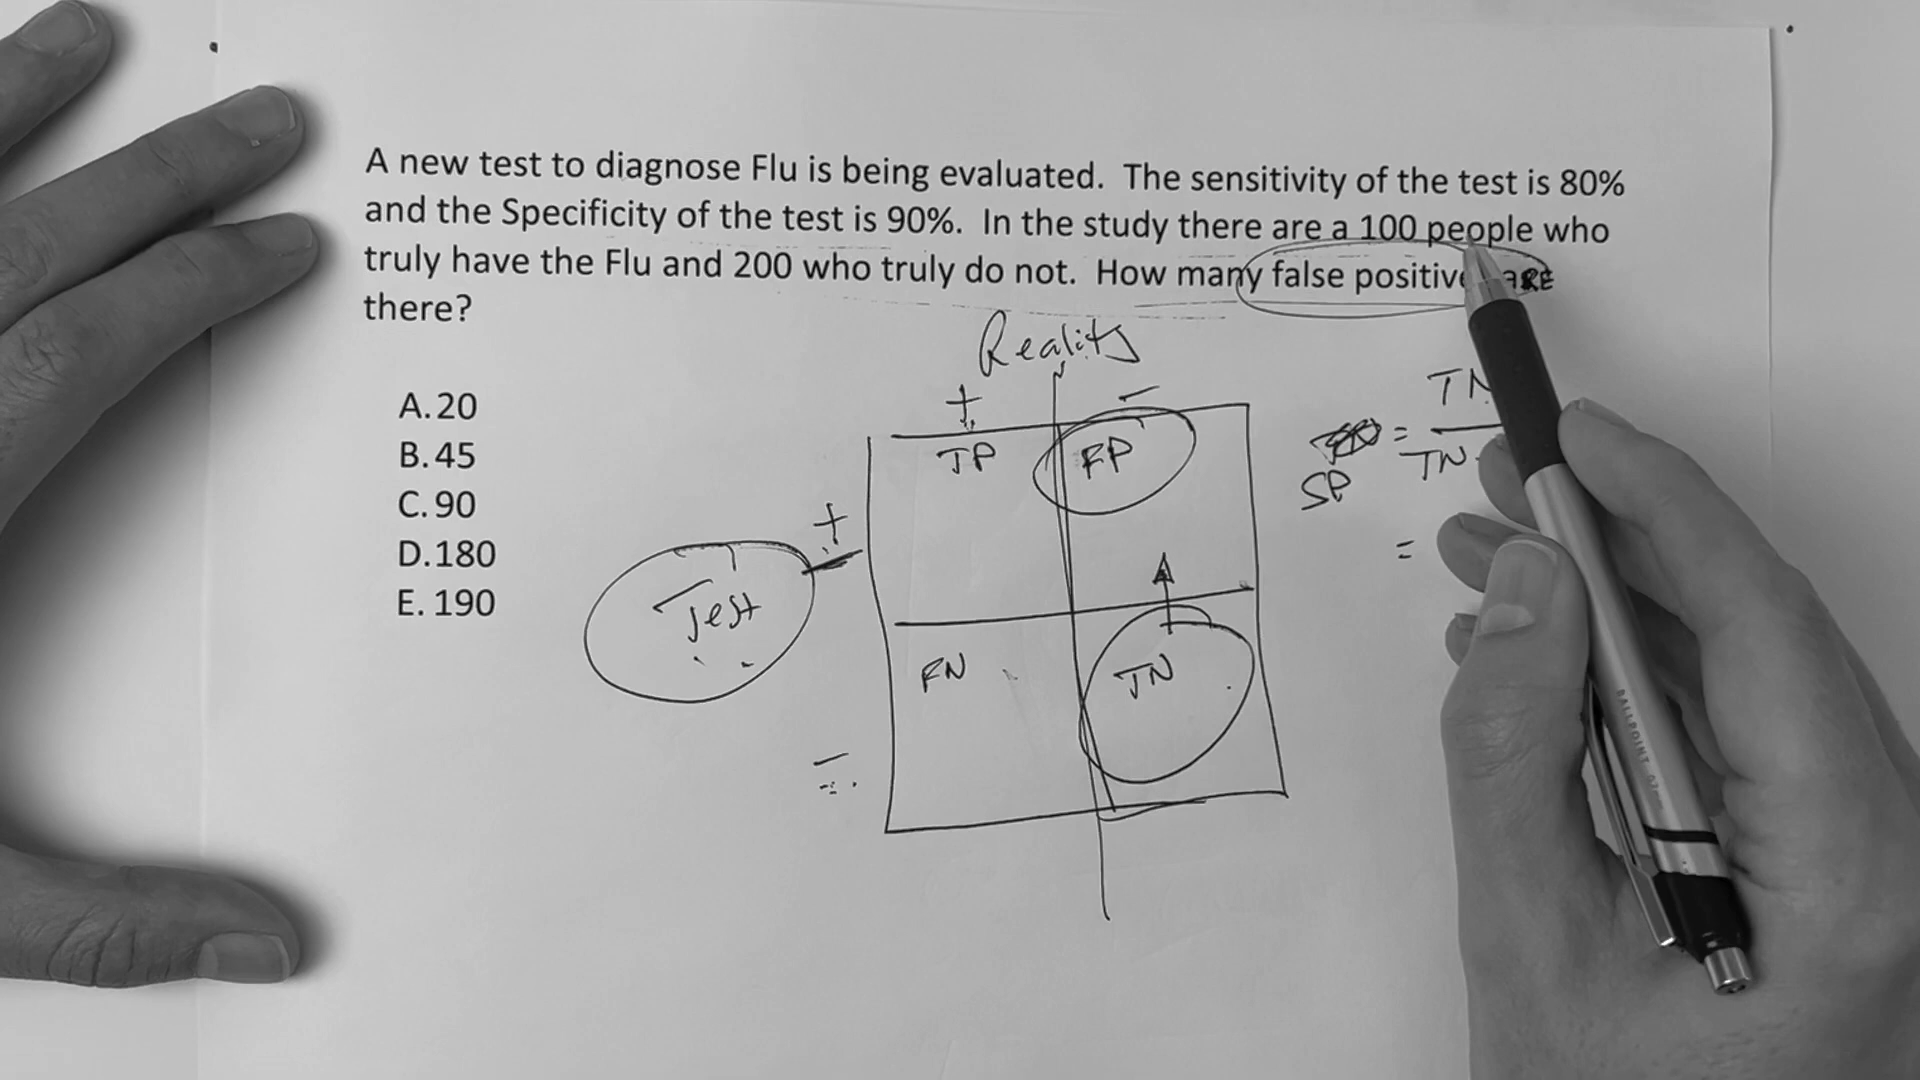 A new test to diagnose Flu is being evaluated. The sensitivity of the test is 80%
and the Specificity of the test is 90%. In the study there are a 100 people who
truly have the Flu and 200 who truly do not. How many false positive ARE
there?
A. 20
B. 45
C. 90
D. 180
E. 190
Reality
+ -
TP FP
+
Test
FN TN
-
TN
=
TN
SP
=
BALLPOINT